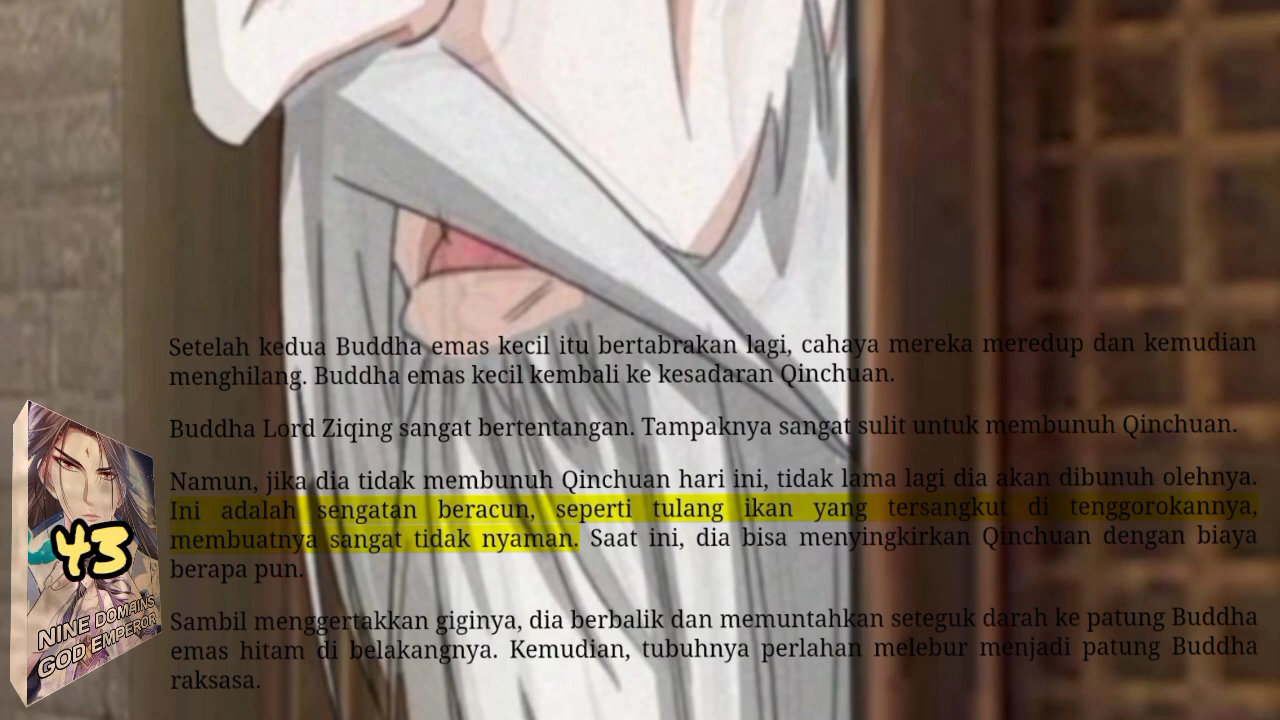 Setelah kedua Buddha emas kecil itu bertabrakan lagi, cahaya mereka meredup dan kemudian
menghilang. Buddha emas kecil kembali ke kesadaran Qinchuan.
Buddha Lord Ziqing sangat bertentangan. Tampaknya sangat sulit untuk membunuh Qinchuan.
Namun, jika dia tidak membunuh Qinchuan hari ini, tidak lama lagi dia akan dibunuh olehnya.
Ini adalah sengatan beracun, seperti tulang ikan yang tersangkut di tenggorokannya,
membuatnya sangat tidak nyaman. Saat ini, dia bisa menyingkirkan Qinchuan dengan biaya
berapa pun.
Sambil menggertakkan giginya, dia berbalik dan memuntahkan seteguk darah ke patung Buddha
emas hitam di belakangnya. Kemudian, tubuhnya perlahan melebur menjadi patung Buddha
raksasa.
43
NINE DOMAINS
GOD EMPEROR